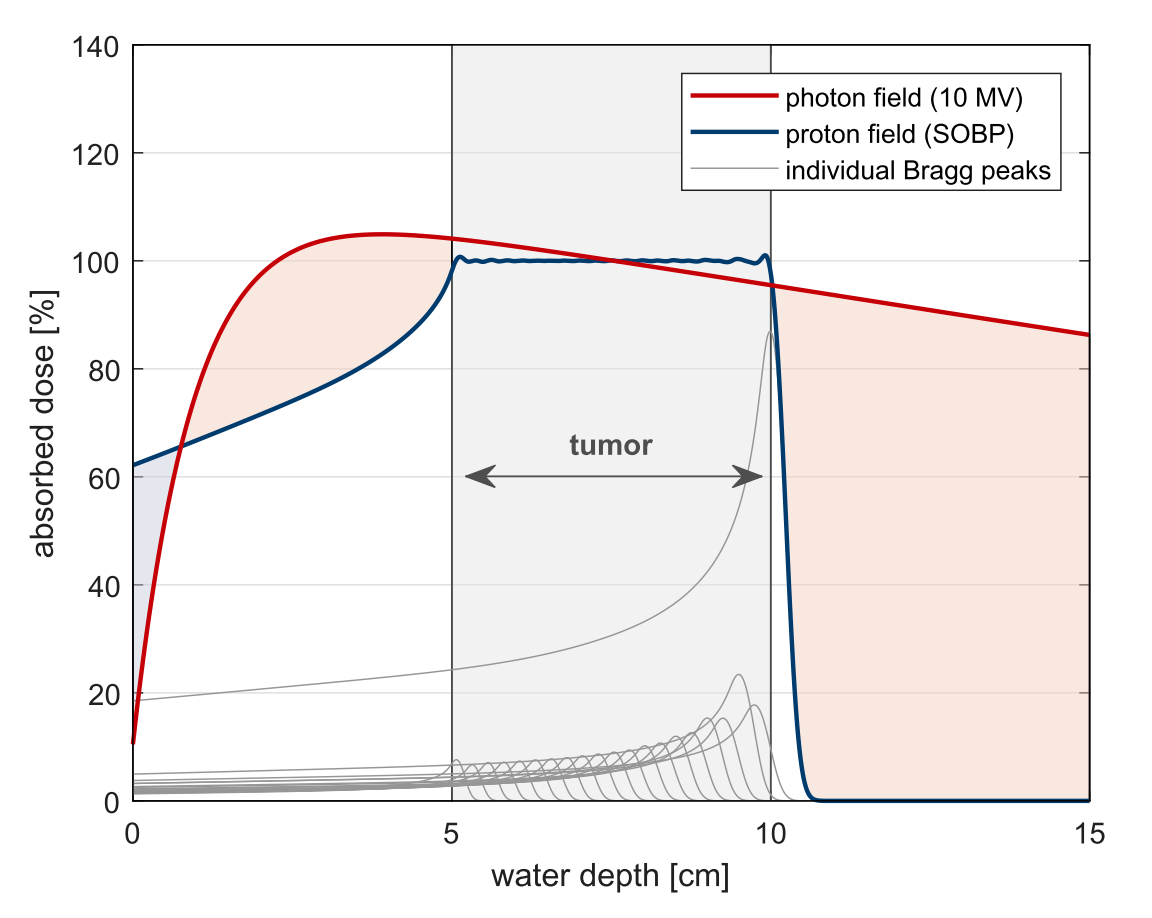 140
120
100
80
60
40
20
0
absorbed dose [%]
photon field (10 MV)
proton field (SOBP)
individual Bragg peaks
tumor
0 5 10 15
water depth [cm]